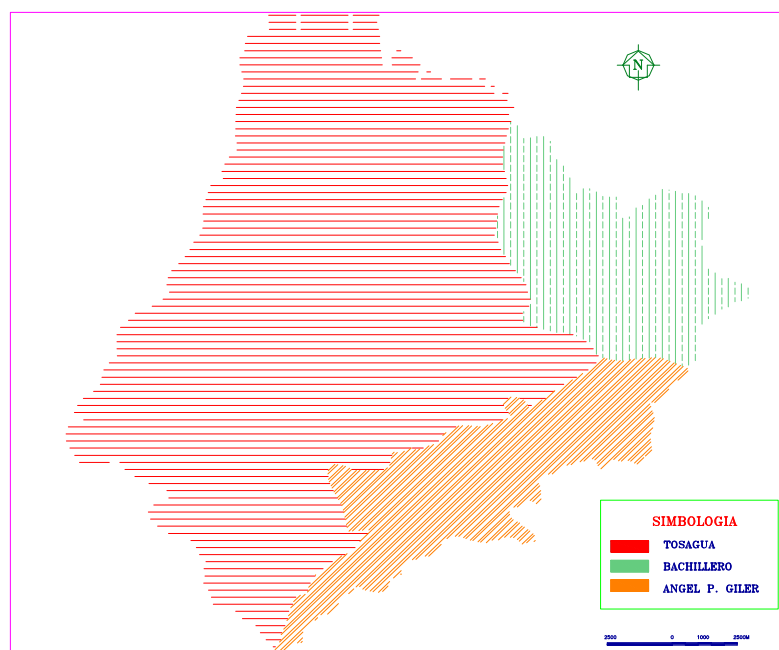 N
SIMBOLOGIA
TOSAGUA
BACHILLERO
ANGEL P. GILER
2500 0 1000 2500M